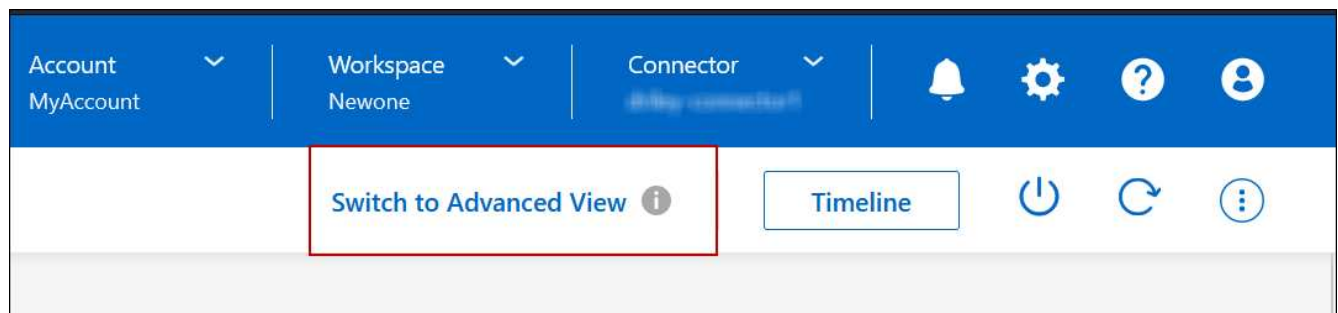 Account
MyAccount
Workspace
Newone
Connector
Switch to Advanced View
Timeline